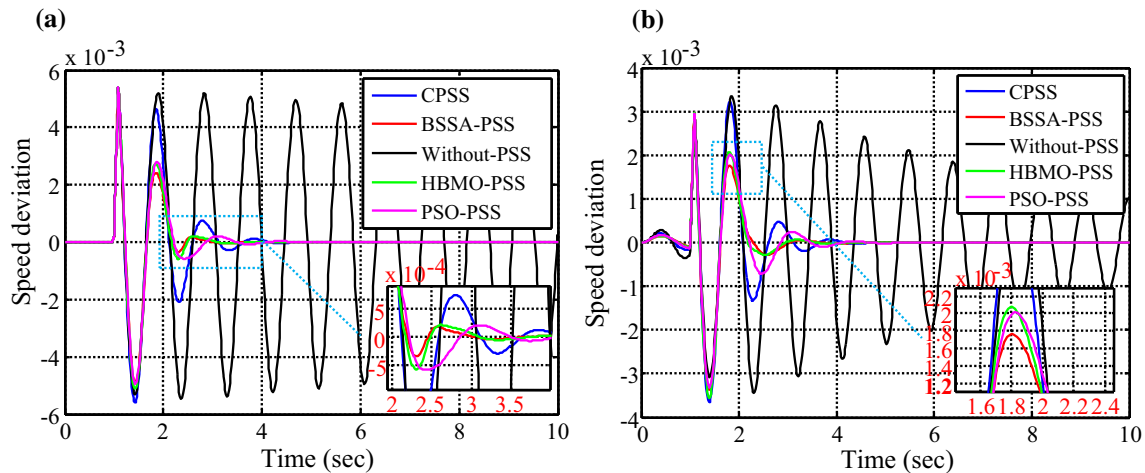 (a)
x 10-3
6
4
2
0
-2
-4
-6
Speed deviation
CPSS
BSSA-PSS
Without-PSS
HBMO-PSS
PSO-PSS
x 10-4
5
0
-5
2
2.5
3
3.5
0
2
4
6
8
10
Time (sec)
(b)
x 10-3
4
3
2
1
0
-1
-2
-3
-4
Speed deviation
CPSS
BSSA-PSS
Without-PSS
HBMO-PSS
PSO-PSS
x 10-3
2.2
2
1.8
1.6
1.4
1.2
1.6
1.8
2
2.2
2.4
0
2
4
6
8
10
Time (sec)